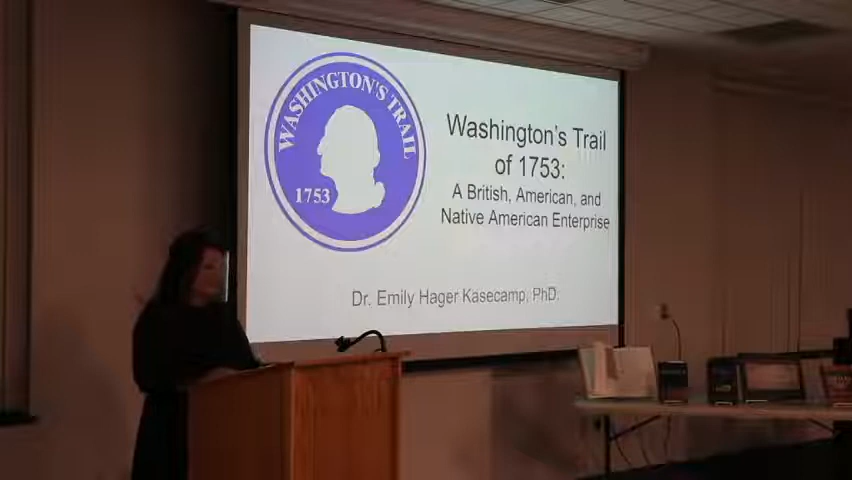 WASHINGTON'S TRAIL
1753
Washington's Trail
of 1753:
A British, American, and
Native American Enterprise
Dr. Emily Hager Kasecamp, PhD.